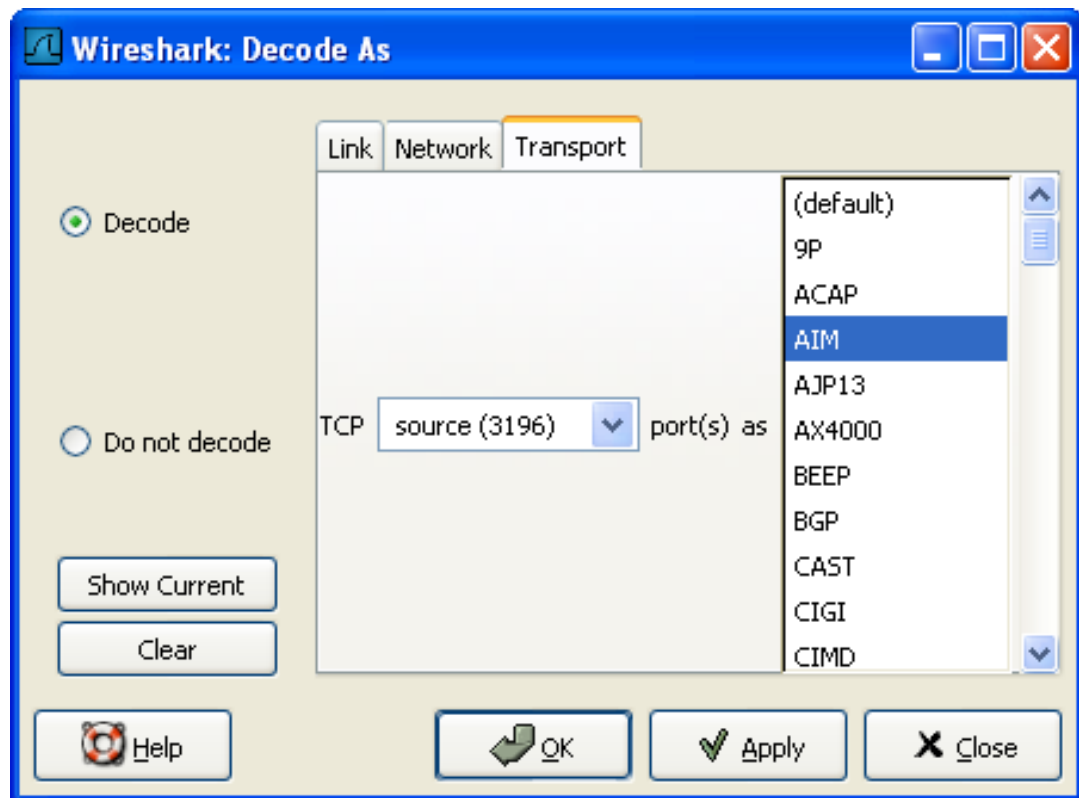 Wireshark: Decode As
Link Network Transport
Decode
Do not decode
Show Current
Clear
TCP source (3196) port(s) as
(default)
9P
ACAP
AIM
AJP13
AX4000
BEEP
BGP
CAST
CIGI
CIMD
Help OK Apply Close